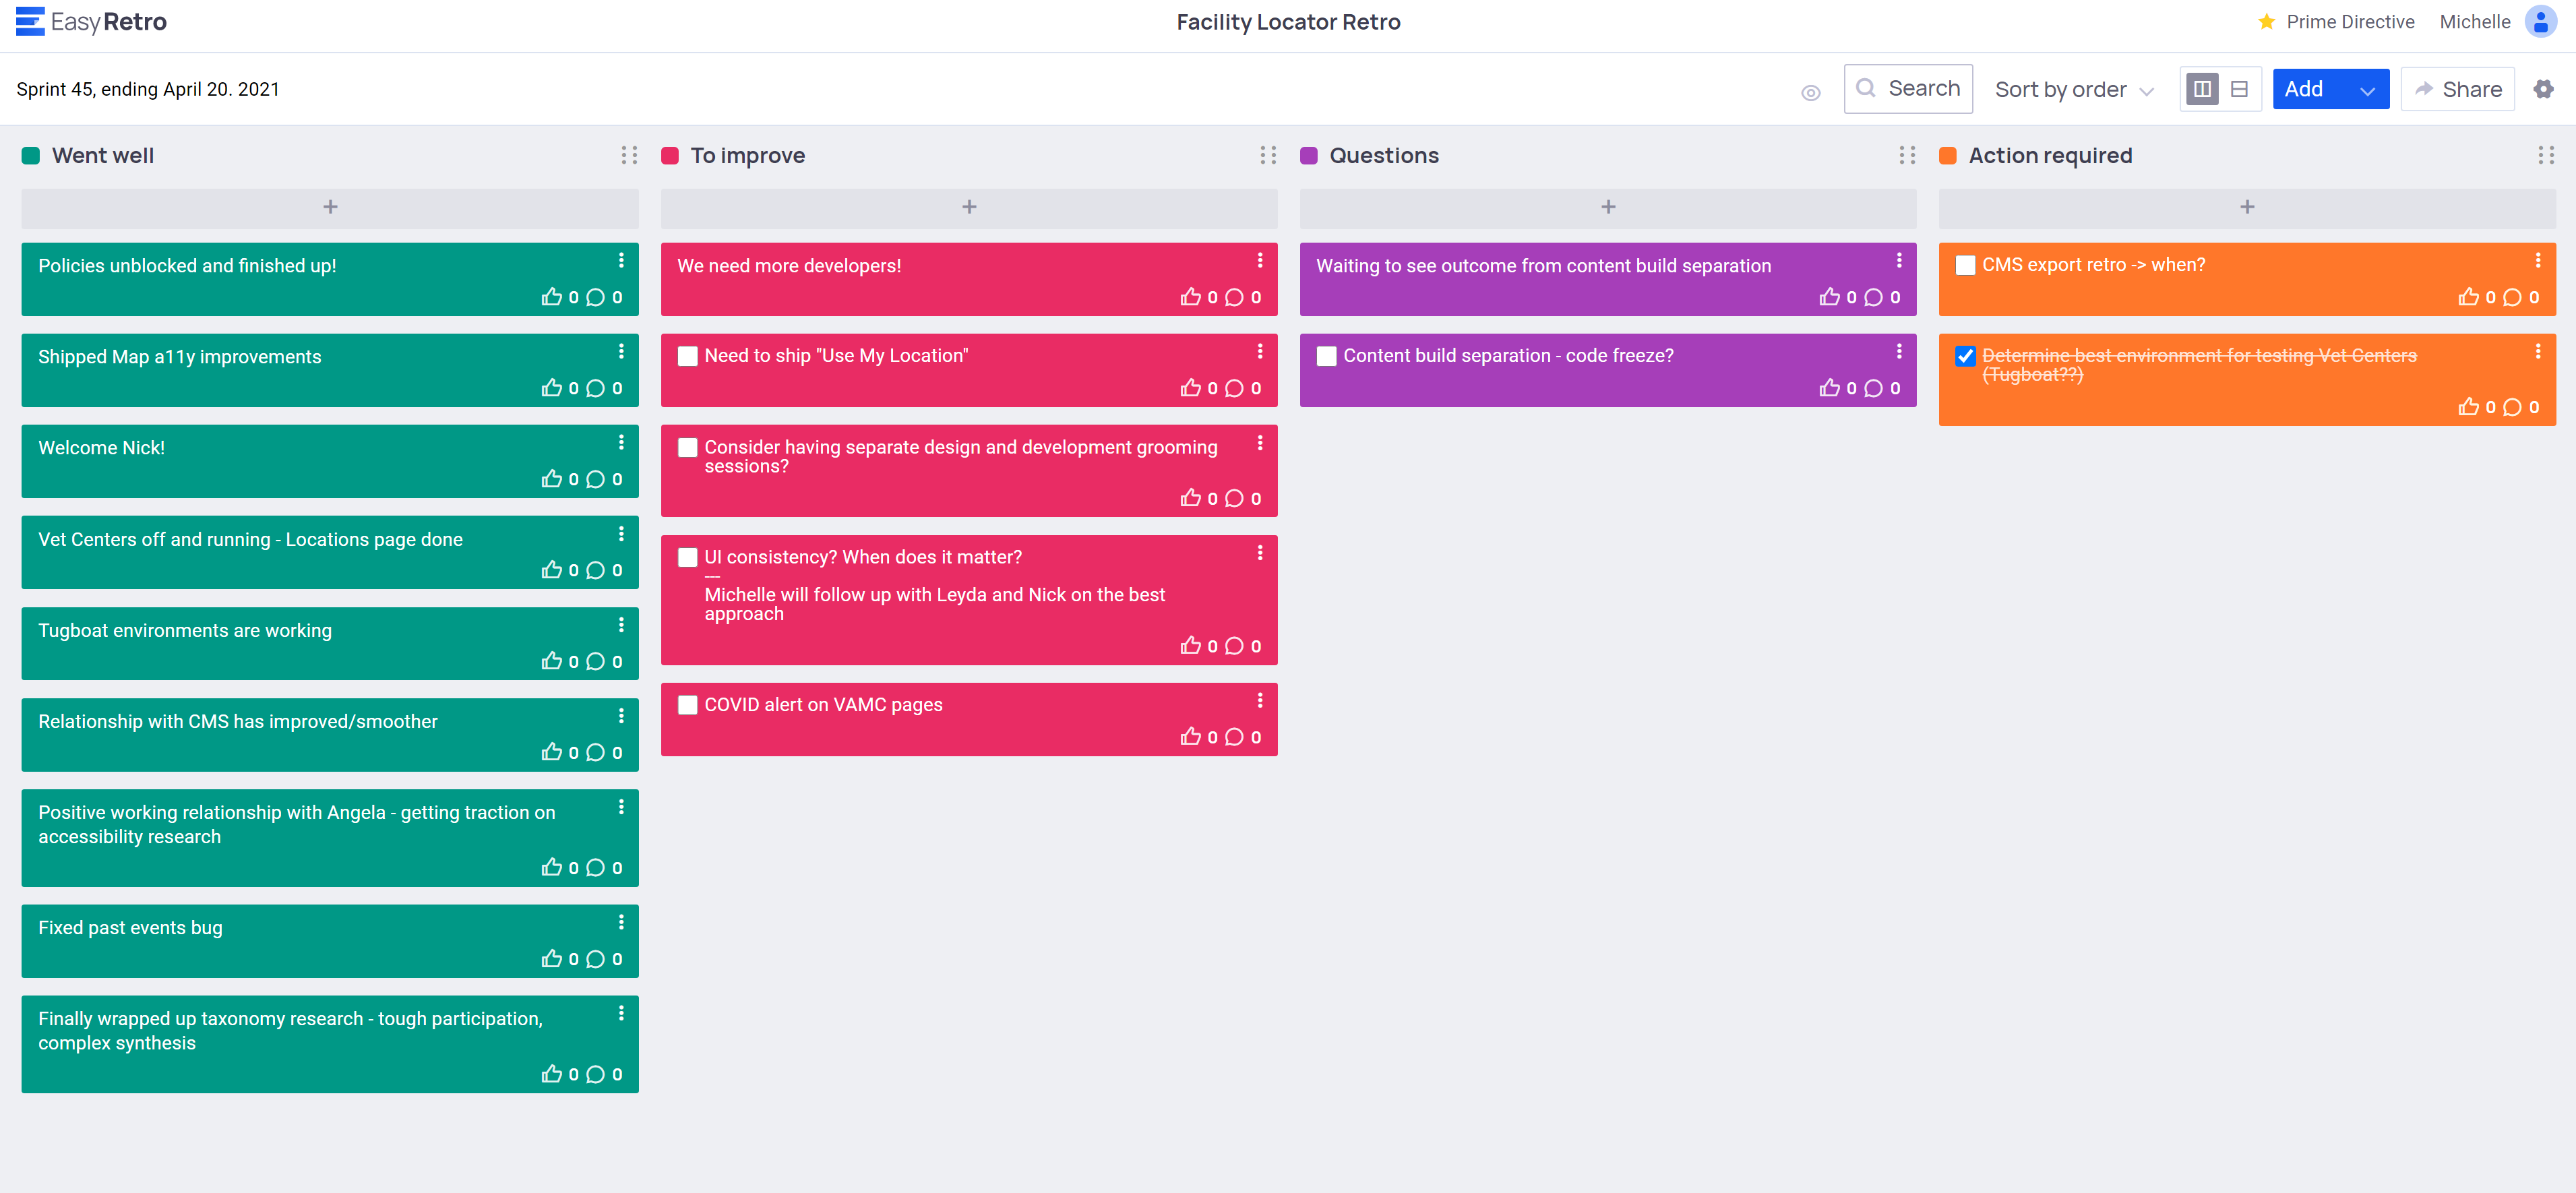 EasyRetro
Facility Locator Retro
Prime Directive
Michelle
Sprint 45, ending April 20. 2021
Search
Sort by order
Add
Share
Went well
+
Policies unblocked and finished up!
0 0
Shipped Map a11y improvements
0 0
Welcome Nick!
0 0
Vet Centers off and running - Locations page done
0 0
Tugboat environments are working
0 0
Relationship with CMS has improved/smoother
0 0
Positive working relationship with Angela - getting traction on
accessibility research
0 0
Fixed past events bug
0 0
Finally wrapped up taxonomy research - tough participation,
complex synthesis
0 0
To improve
+
We need more developers!
0 0
Need to ship "Use My Location"
0 0
Consider having separate design and development grooming
sessions?
0 0
UI consistency? When does it matter?
---
Michelle will follow up with Leyda and Nick on the best
approach
0 0
COVID alert on VAMC pages
0 0
Questions
+
Waiting to see outcome from content build separation
0 0
Content build separation - code freeze?
0 0
Action required
+
CMS export retro -> when?
0 0
Determine best environment for testing Vet Centers
(Tugboat??)
0 0